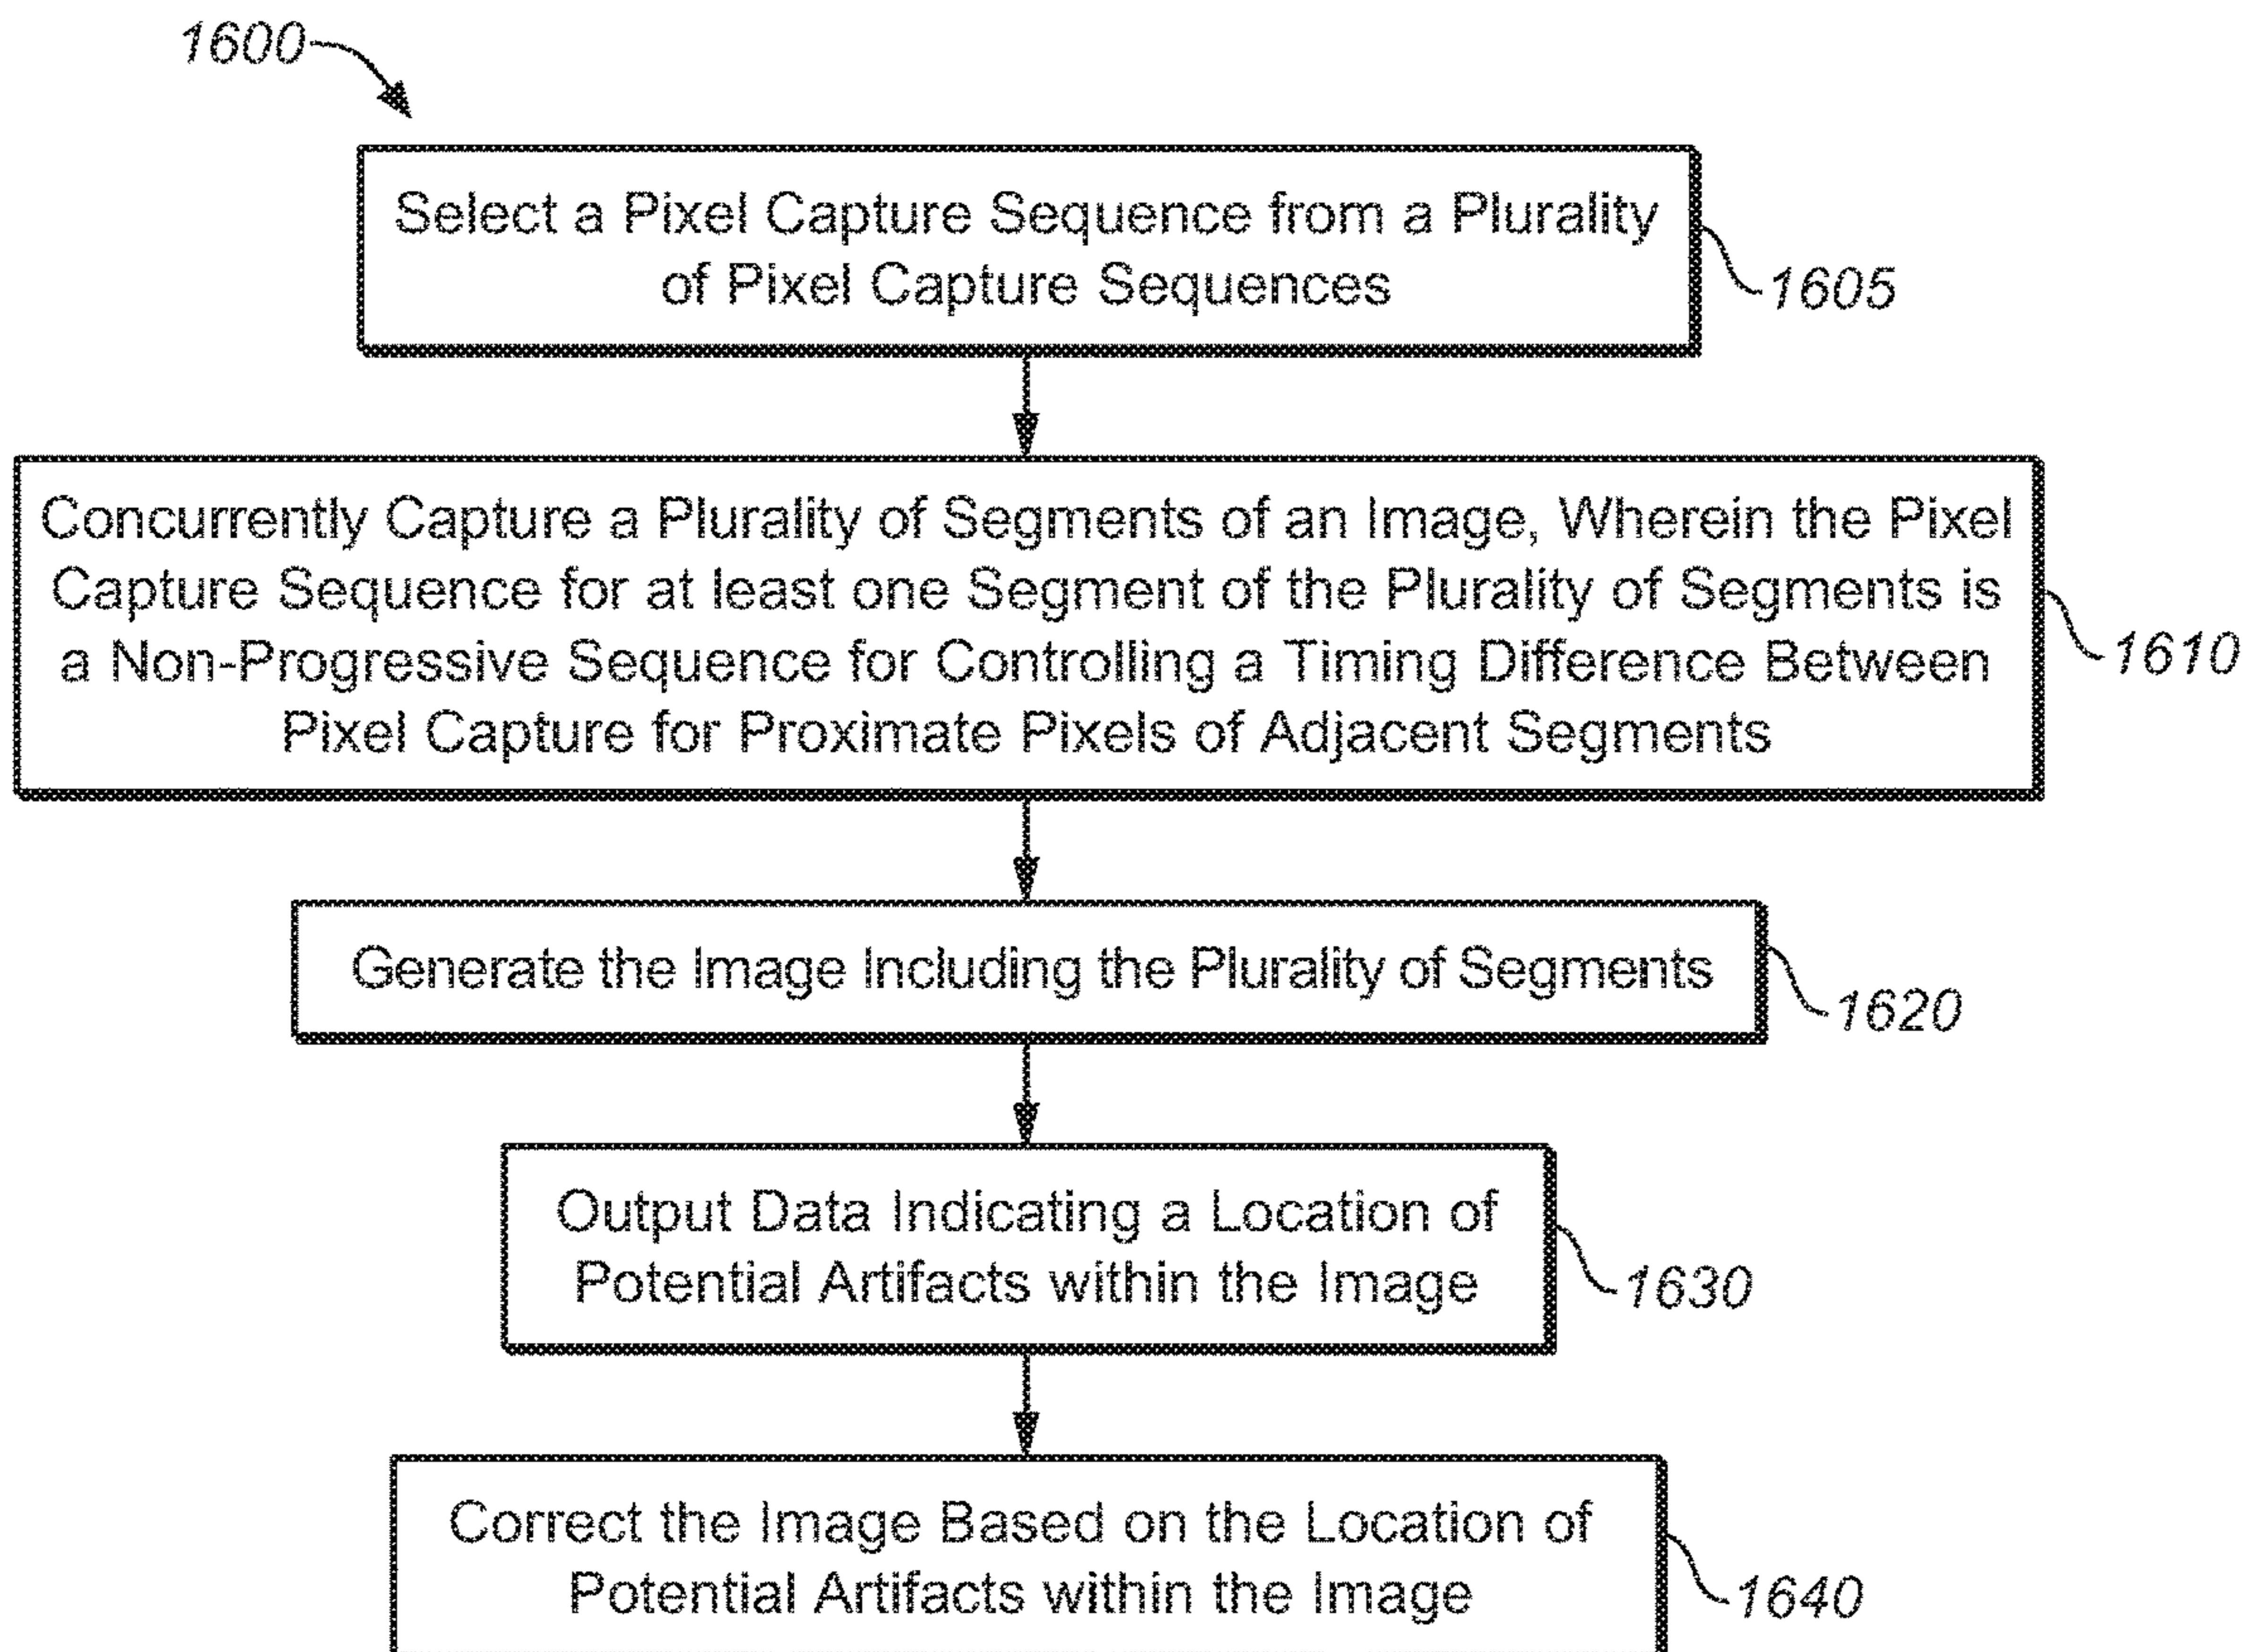 1600
Select a Pixel Capture Sequence from a Plurality
of Pixel Capture Sequences
1605
Concurrently Capture a Plurality of Segments of an Image, Wherein the Pixel
Capture Sequence for at least one Segment of the Plurality of Segments is
a Non-Progressive Sequence for Controlling a Timing Difference Between
Pixel Capture for Proximate Pixels of Adjacent Segments
1610
Generate the Image Including the Plurality of Segments
1620
Output Data Indicating a Location of
Potential Artifacts within the Image
1630
Correct the Image Based on the Location of
Potential Artifacts within the Image
1640